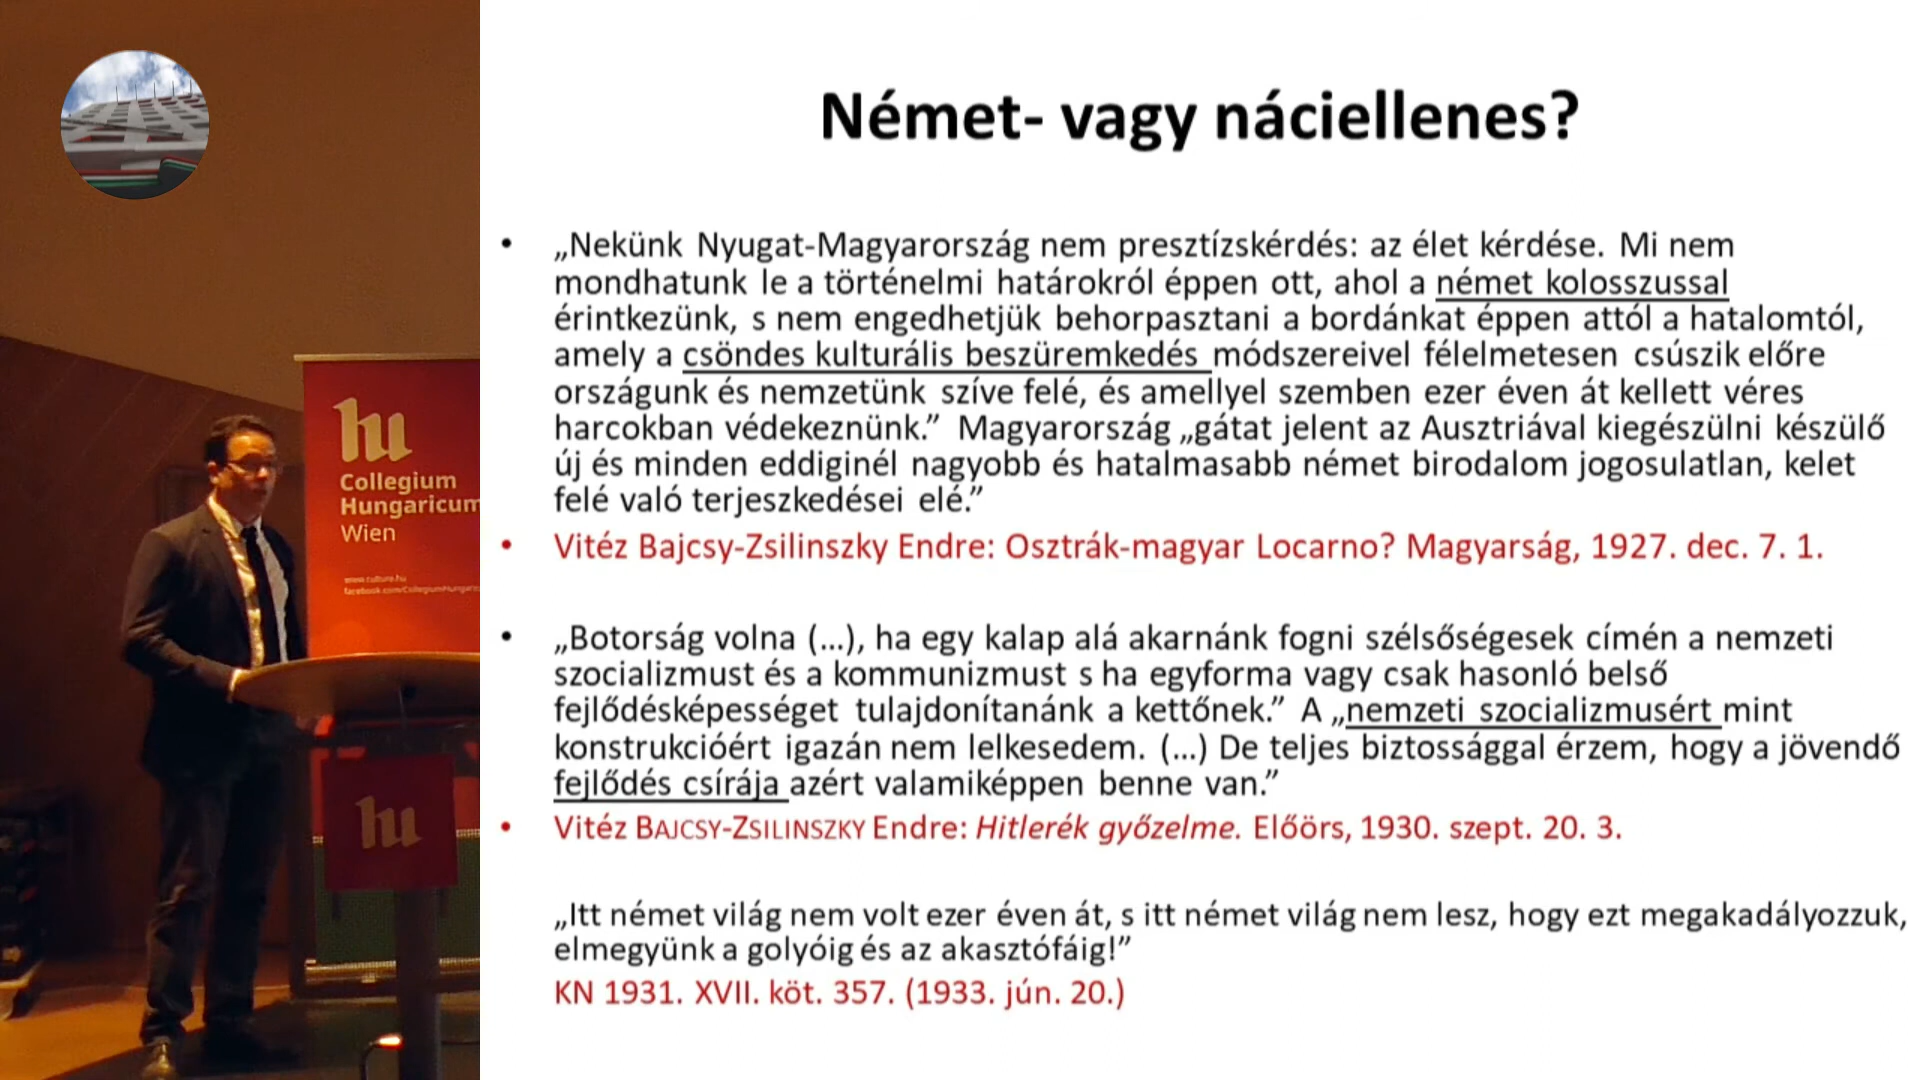 Német- vagy náciellenes?
• „Nekünk Nyugat-Magyarország nem presztízskérdés: az élet kérdése. Mi nem
mondhatunk le a történelmi határokról éppen ott, ahol a német kolosszussal
érintkezünk, s nem engedhetjük behorpasztani a bordánkat éppen attól a hatalomtól,
amely a csöndes kulturális beszüremkedés módszereivel félelmetesen csúszik előre
országunk és nemzetünk szíve felé, és amellyel szemben ezer éven át kellett véres
harcokban védekeznünk.” Magyarország „gátat jelent az Ausztriával kiegészülni készülő
új és minden eddiginél nagyobb és hatalmasabb német birodalom jogosulatlan, kelet
felé való terjeszkedései elé.”
• Vitéz Bajcsy-Zsilinszky Endre: Osztrák-magyar Locarno? Magyarság, 1927. dec. 7. 1.
• „Botorság volna (...), ha egy kalap alá akarnánk fogni szélsőségesek címén a nemzeti
szocializmust és a kommunizmust s ha egyforma vagy csak hasonló belső
fejlődésképességet tulajdonítanánk a kettőnek.” A „nemzeti szocializmusért mint
konstrukcióért igazán nem lelkesedem. (...) De teljes biztossággal érzem, hogy a jövendő
fejlődés csírája azért valamiképpen benne van.”
• Vitéz BAJCSY-ZSILINSZKY Endre: Hitlerék győzelme. Előörs, 1930. szept. 20. 3.
„Itt német világ nem volt ezer éven át, s itt német világ nem lesz, hogy ezt megakadályozzuk,
elmegyünk a golyóig és az akasztófáig!”
KN 1931. XVII. köt. 357. (1933. jún. 20.)
hu
Collegium
Hungaricum
Wien
www.culture.hu
hu